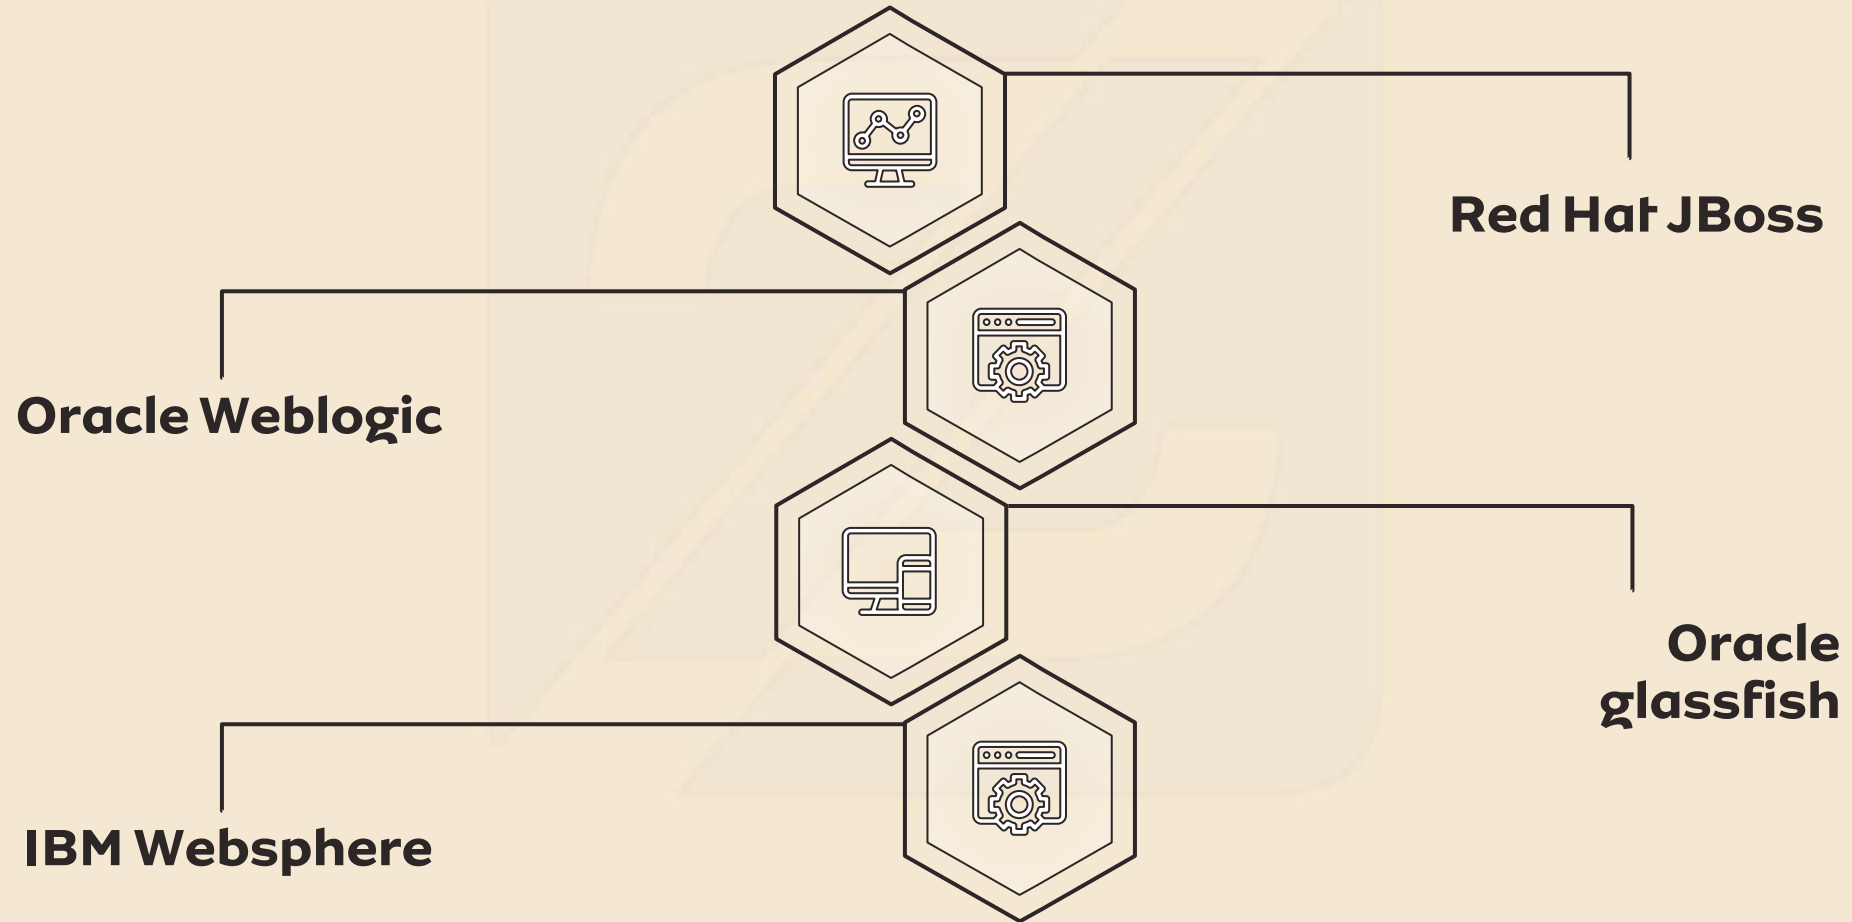 Red Hat JBoss
Oracle Weblogic
Oracle
glassfish
IBM Websphere